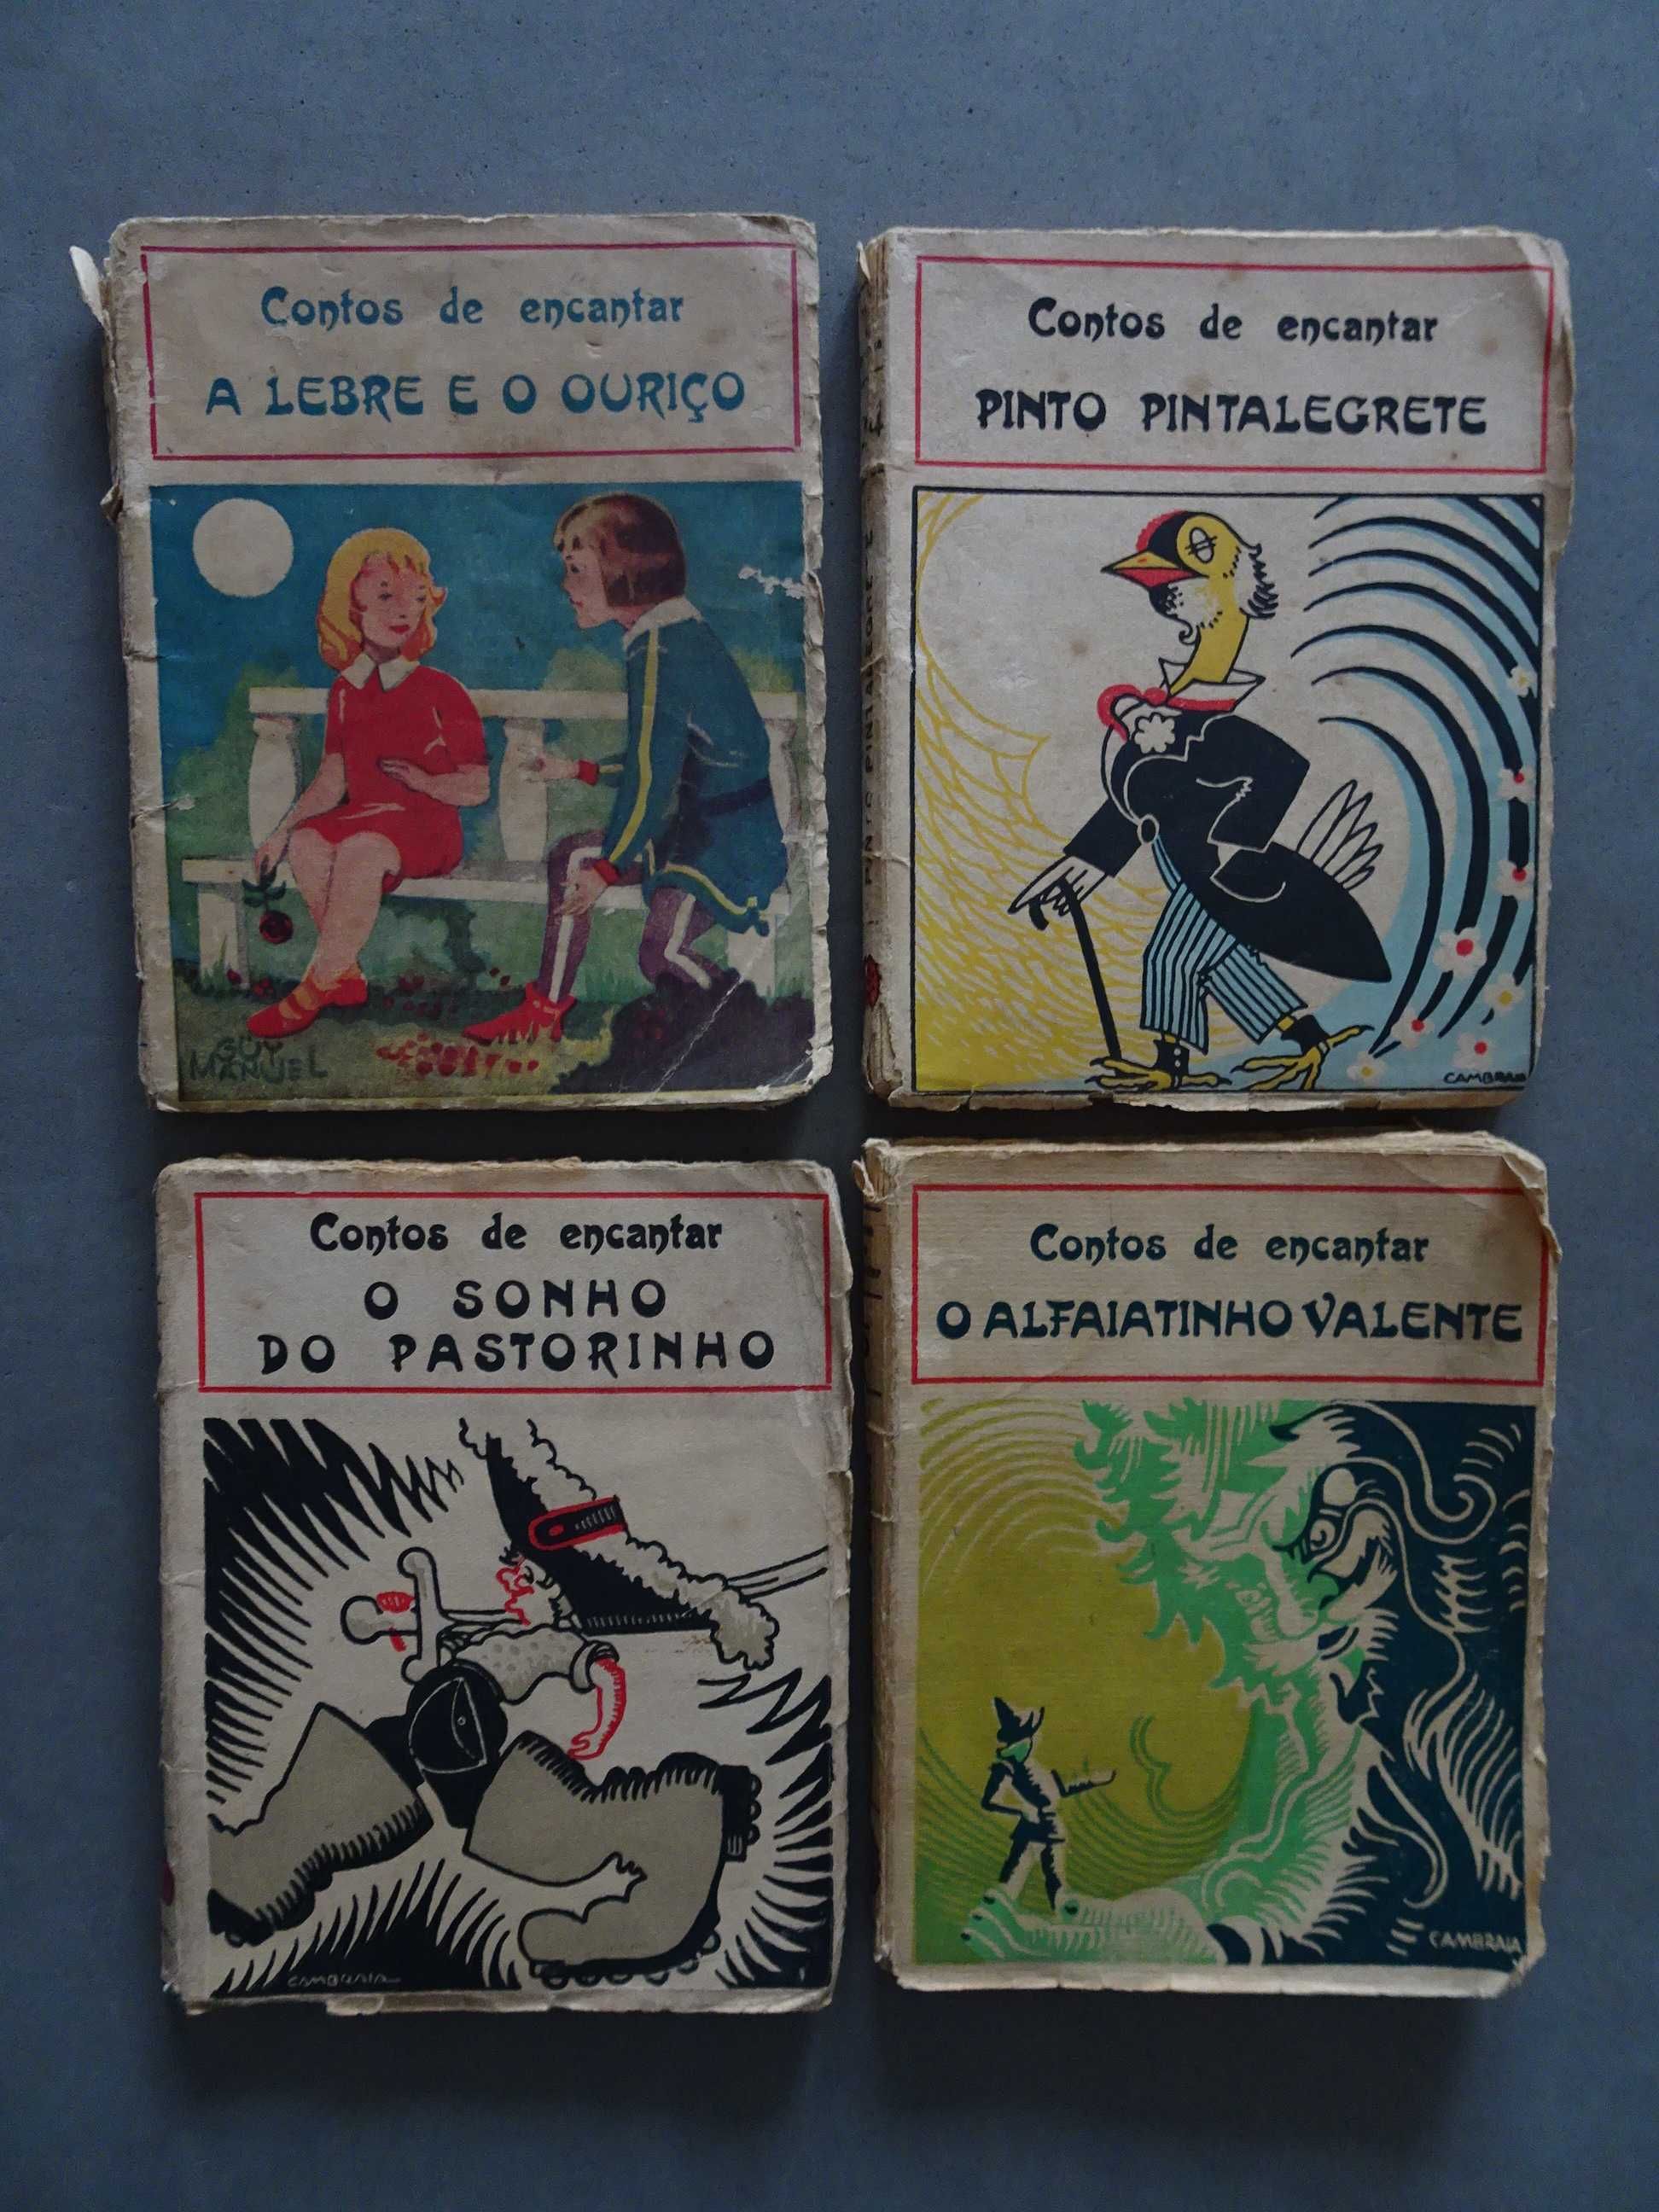 Contos de encantar
A LEBRE E O OURIÇO
GUY
MANUEL
Contos de encantar
PINTO PINTALEGRETE
CAMBRAIA
Contos de encantar
O SONHO
DO PASTORINHO
CAMBRAIA
Contos de encantar
O ALFAIATINHO VALENTE
CAMBRAIA